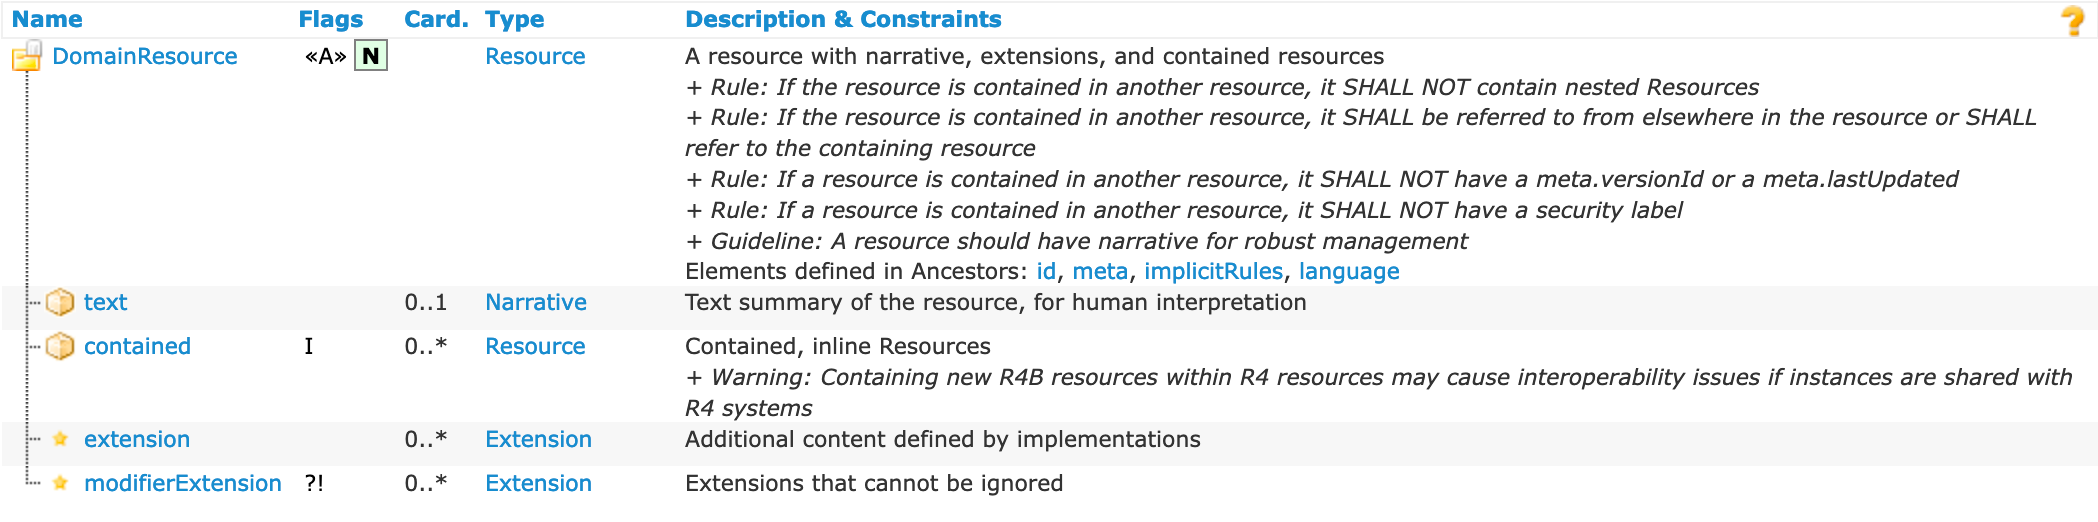 Name Flags Card. Type Description & Constraints
DomainResource «A» N Resource A resource with narrative, extensions, and contained resources
+ Rule: If the resource is contained in another resource, it SHALL NOT contain nested Resources
+ Rule: If the resource is contained in another resource, it SHALL be referred to from elsewhere in the resource or SHALL
refer to the containing resource
+ Rule: If a resource is contained in another resource, it SHALL NOT have a meta.versionId or a meta.lastUpdated
+ Rule: If a resource is contained in another resource, it SHALL NOT have a security label
+ Guideline: A resource should have narrative for robust management
Elements defined in Ancestors: id, meta, implicitRules, language
text 0..1 Narrative Text summary of the resource, for human interpretation
contained I 0..* Resource Contained, inline Resources
+ Warning: Containing new R4B resources within R4 resources may cause interoperability issues if instances are shared with
R4 systems
extension 0..* Extension Additional content defined by implementations
modifierExtension ?! 0..* Extension Extensions that cannot be ignored